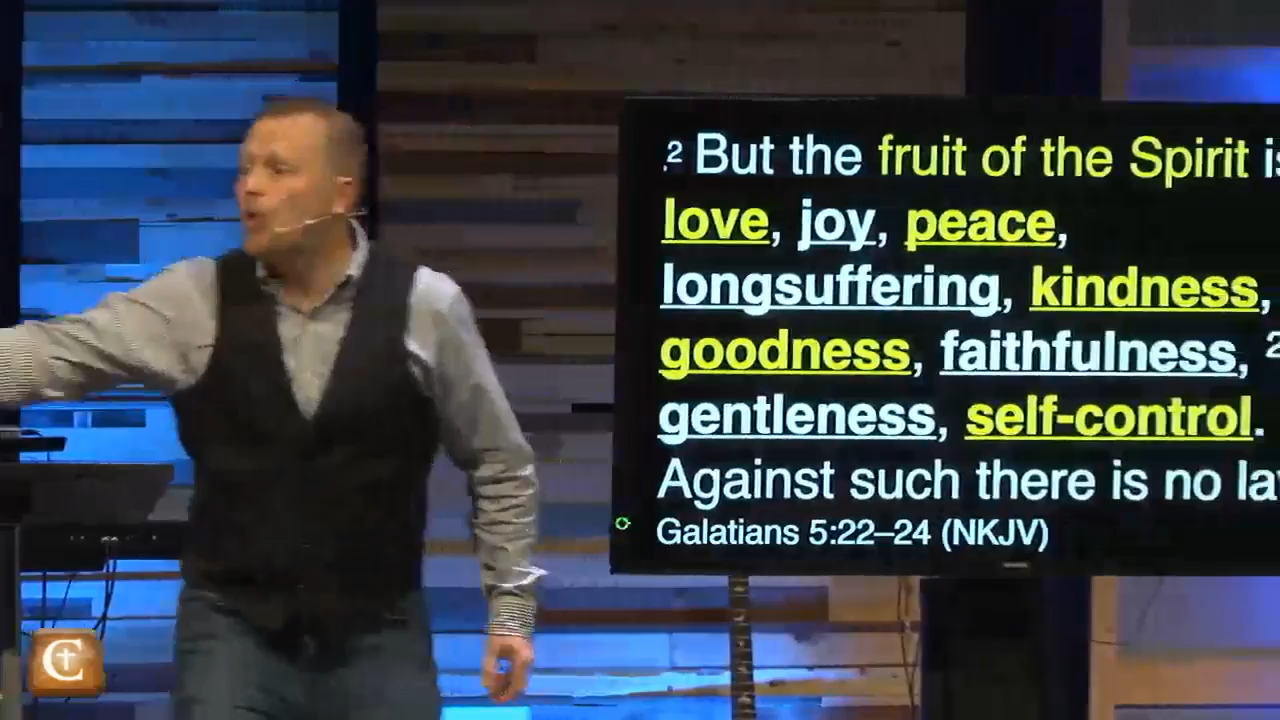 2 But the fruit of the Spirit is
love, joy, peace,
longsuffering, kindness,
goodness, faithfulness, 2
gentleness, self-control.
Against such there is no
Galatians 5:22–24 (NKJV)
C